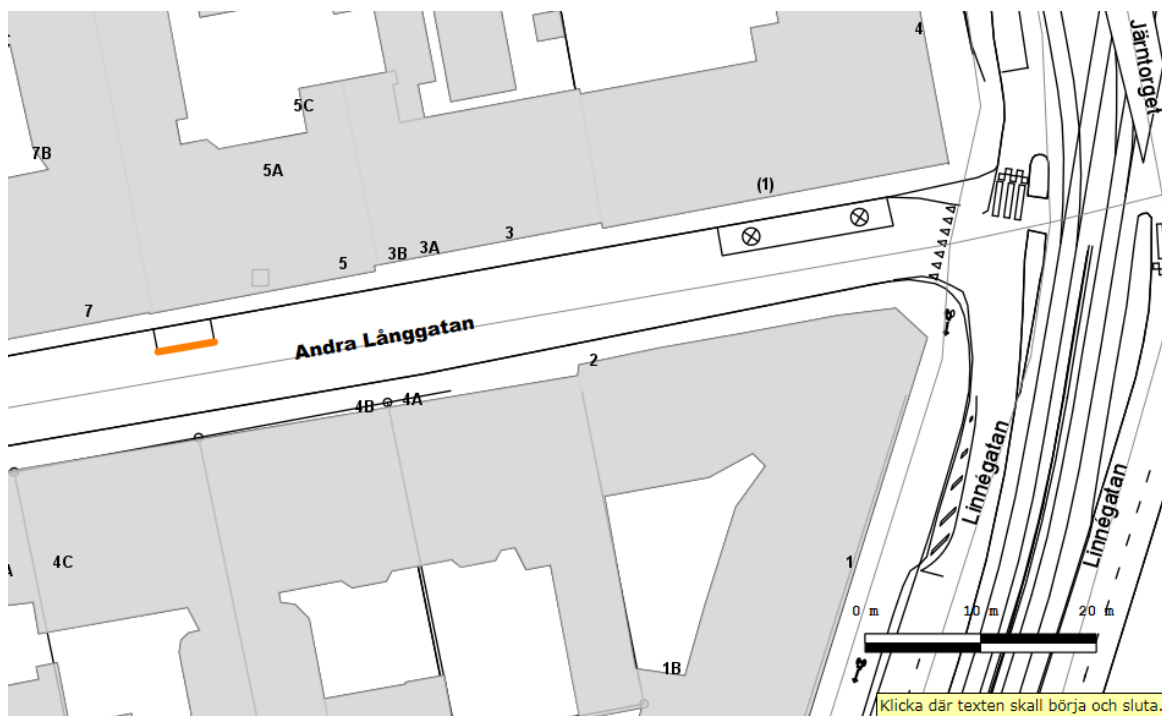 4
Järntorget
5C
7B
5A
(1)
3
3A
3B
5
7
Andra Långgatan
2
4B
4A
Linnégatan
Linnégatan
4C
1
0 m
10 m
20 m
1B
Klicka där texten skall börja och sluta.